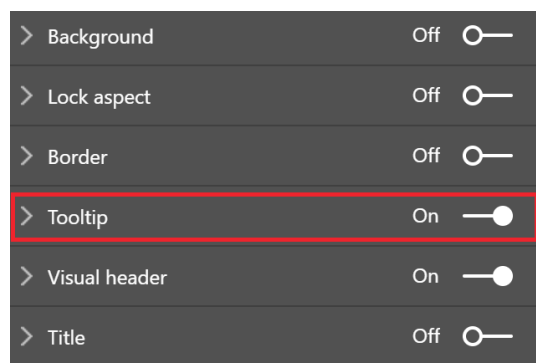 Background Off
Lock aspect Off
Border Off
Tooltip On
Visual header On
Title Off